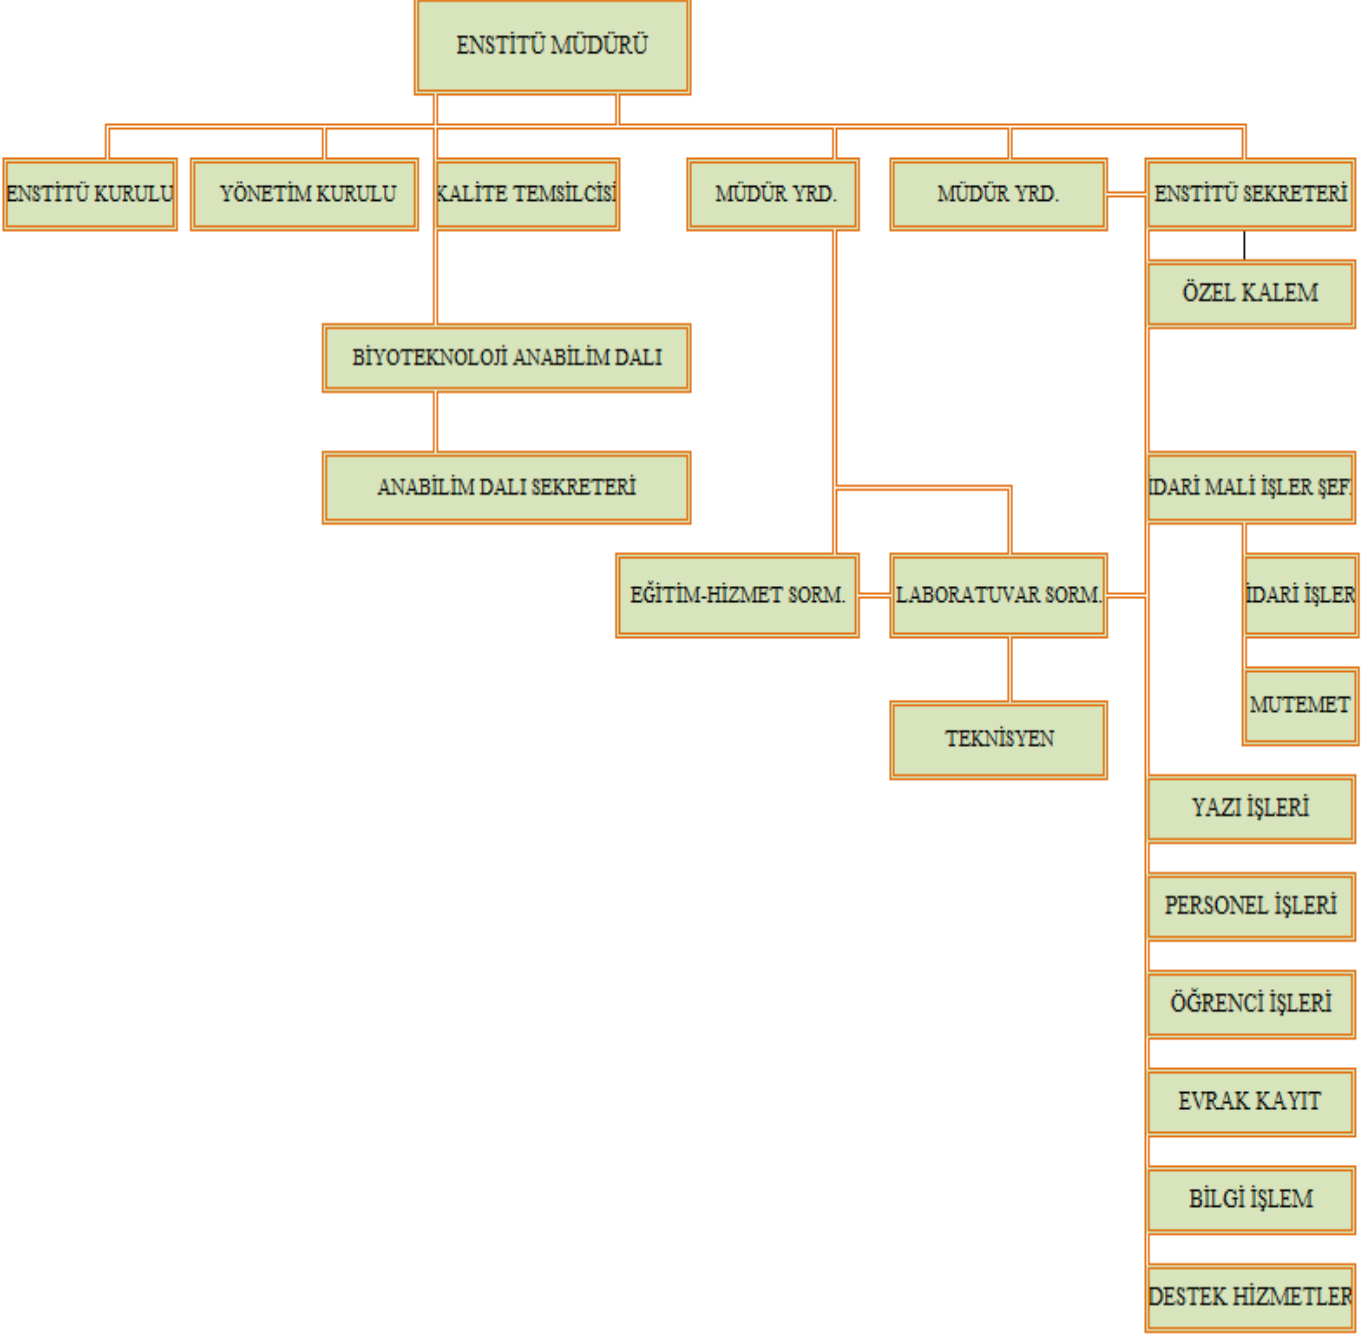 ENSTİTÜ MÜDÜRÜ
ENSTİTÜ KURULU
YÖNETİM KURULU
KALİTE TEMSİLCİSİ
MÜDÜR YRD.
MÜDÜR YRD.
ENSTİTÜ SEKRETERİ
ÖZEL KALEM
BİYOTEKNOLOJİ ANABİLİM DALI
ANABİLİM DALI SEKRETERİ
İDARİ MALİ İŞLER ŞEF
EĞİTİM-HİZMET SORM.
LABORATUVAR SORM.
İDARİ İŞLER
MUTEMET
TEKNİSYEN
YAZI İŞLERİ
PERSONEL İŞLERİ
ÖĞRENCİ İŞLERİ
EVRAK KAYIT
BİLGİ İŞLEM
DESTEK HİZMETLER